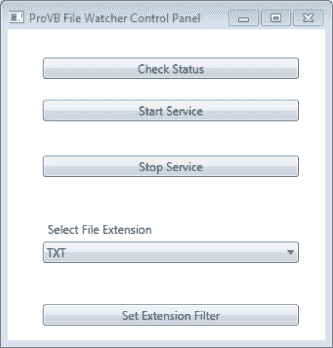 ProVB File Watcher Control Panel
Check Status
Start Service
Stop Service
Select File Extension
TXT
Set Extension Filter